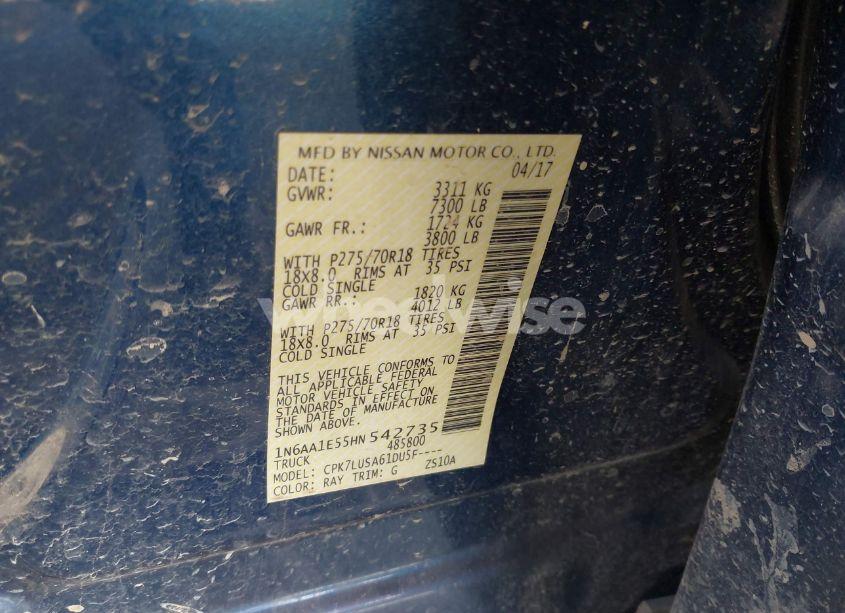 MFD BY NISSAN MOTOR CO., LTD.
DATE: 04/17
GVWR: 3311 KG
7300 LB
GAWR FR.: 1724 KG
3800 LB
WITH P275/70R18 TIRES
18X8.0 RIMS AT 35 PSI
COLD SINGLE
GAWR RR.: 1820 KG
4012 LB
WITH P275/70R18 TIRES
18X8.0 RIMS AT 35 PSI
COLD SINGLE
THIS VEHICLE CONFORMS TO
ALL APPLICABLE FEDERAL
MOTOR VEHICLE SAFETY
STANDARDS IN EFFECT ON
THE DATE OF MANUFACTURE
SHOWN ABOVE.
1N6AA1E55HN542735
TRUCK 485800
MODEL: CPK7LUSA61DU5F----
COLOR: RAY TRIM: G ZS10A